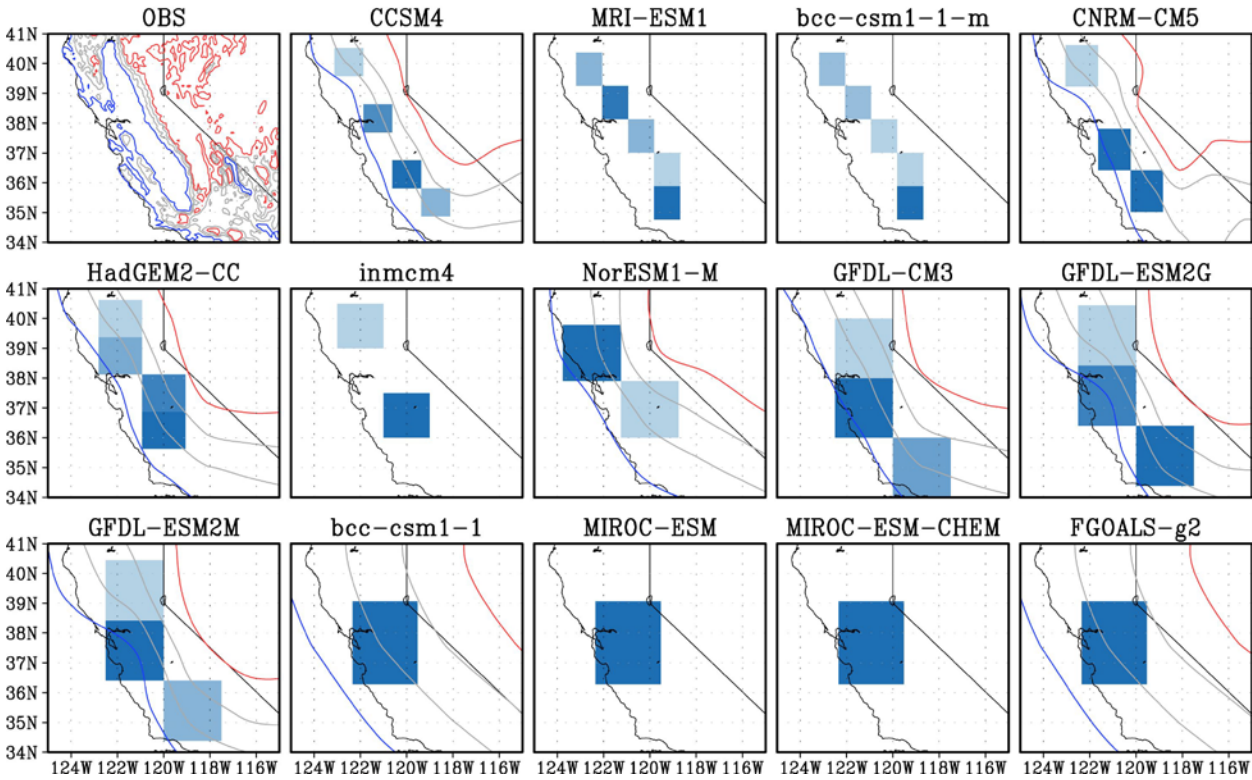 OBS CCSM4 MRI-ESM1 bcc-csm1-1-m CNRM-CM5
41N
40N
39N
38N
37N
36N
35N
34N
HadGEM2-CC inmcm4 NorESM1-M GFDL-CM3 GFDL-ESM2G
41N
40N
39N
38N
37N
36N
35N
34N
GFDL-ESM2M bcc-csm1-1 MIROC-ESM MIROC-ESM-CHEM FGOALS-g2
41N
40N
39N
38N
37N
36N
35N
34N
124W 122W 120W 118W 116W 124W 122W 120W 118W 116W 124W 122W 120W 118W 116W 124W 122W 120W 118W 116W 124W 122W 120W 118W 116W